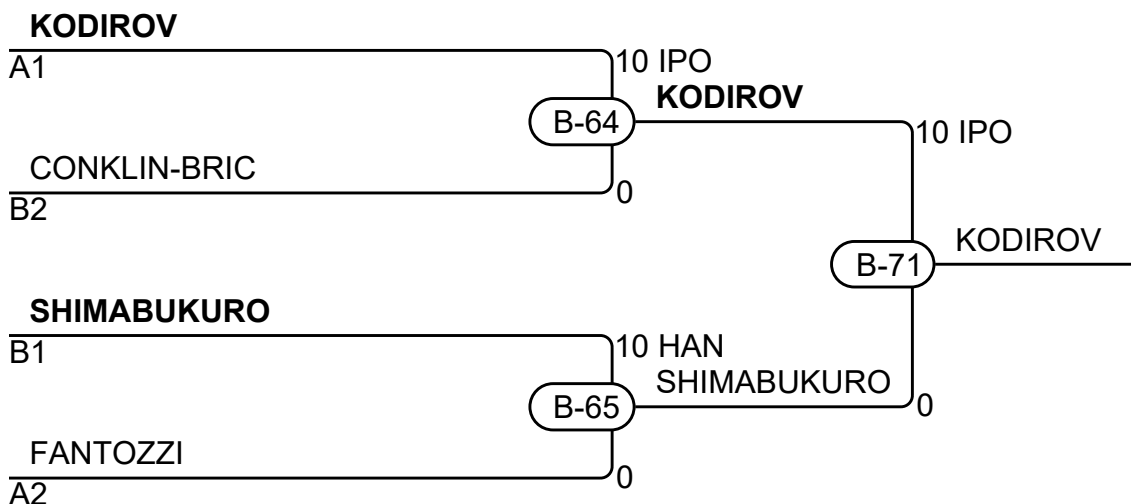 KODIROV
A1
10 IPO
B-64
KODIROV
10 IPO
CONKLIN-BRIC
B2
0
B-71
KODIROV
SHIMABUKURO
B1
10 HAN
B-65
SHIMABUKURO
0
FANTOZZI
A2
0